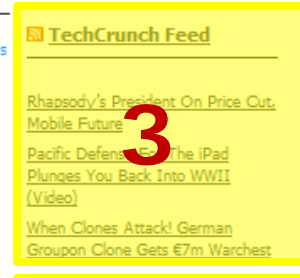 TechCrunch Feed
Rhapsody's President On Price Cut,
Mobile Future
3
Pacific Defense For The iPad
Plunges You Back Into WWII
(Video)
When Clones Attack! German
Groupon Clone Gets €7m Warchest